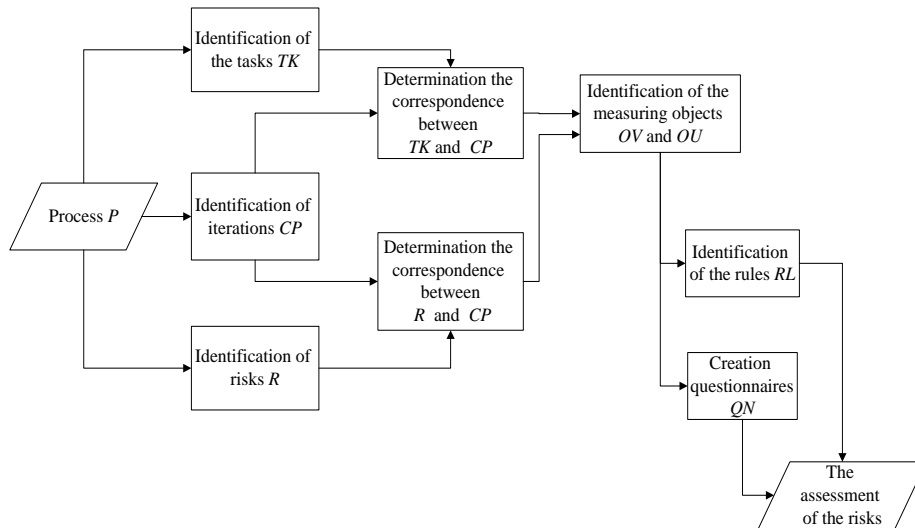 Identification of
the tasks TK
Determination the
correspondence
between
TK and CP
Identification of the
measuring objects
OV and OU
Process P
Identification of
iterations CP
Determination the
correspondence
between
R and CP
Identification
of the rules RL
Identification of
risks R
Creation
questionnaires
QN
The
assessment
of the risks